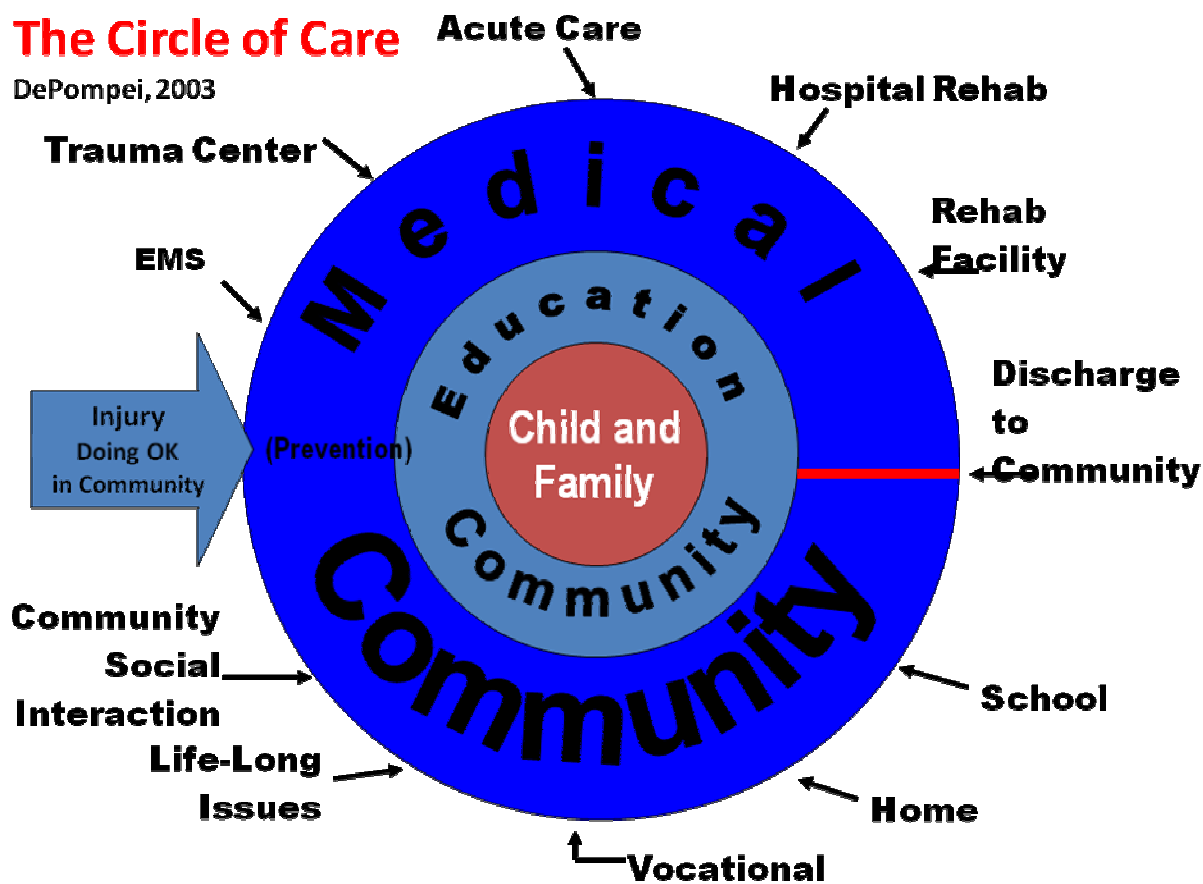 The Circle of Care
DePompei, 2003
Acute Care
Hospital Rehab
Trauma Center
Rehab
Facility
EMS
Medical
Education
Discharge
to
Community
Injury
Doing OK
in Community
(Prevention)
Child and
Family
Community
Community
Community
Social
Interaction
School
Life-Long
Issues
Home
Vocational